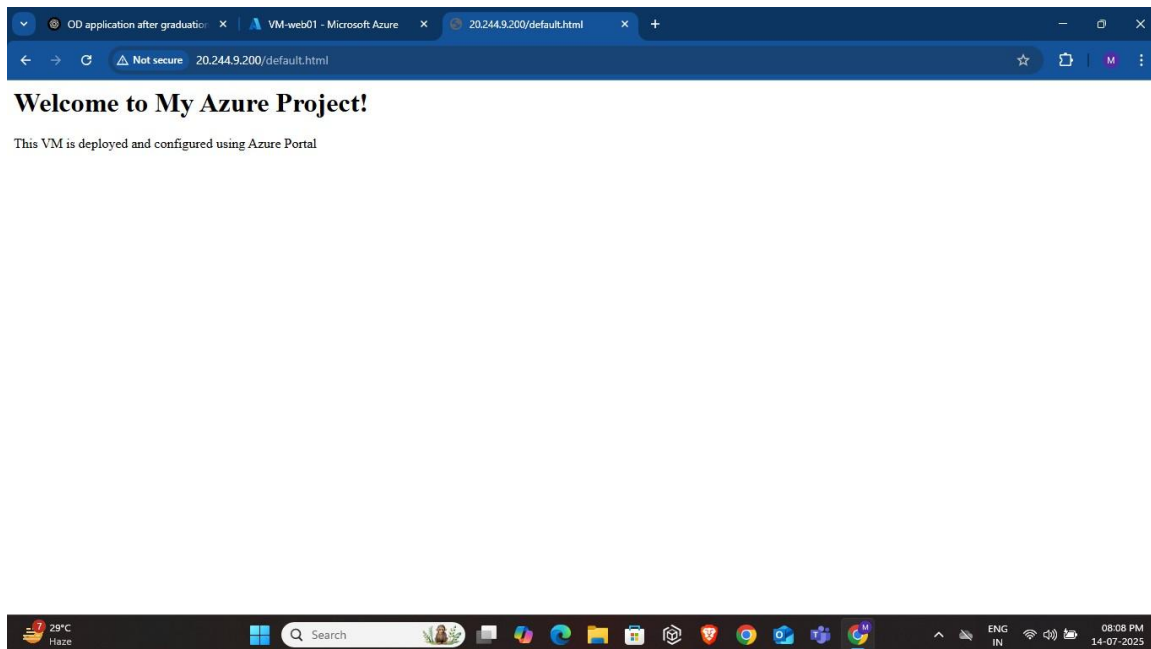 OD application after graduation
VM-web01 - Microsoft Azure
20.244.9.200/default.html
Not secure
20.244.9.200/default.html
M
Welcome to My Azure Project!
This VM is deployed and configured using Azure Portal
7
29°C
Haze
Search
M
ENG
IN
08:08 PM
14-07-2025